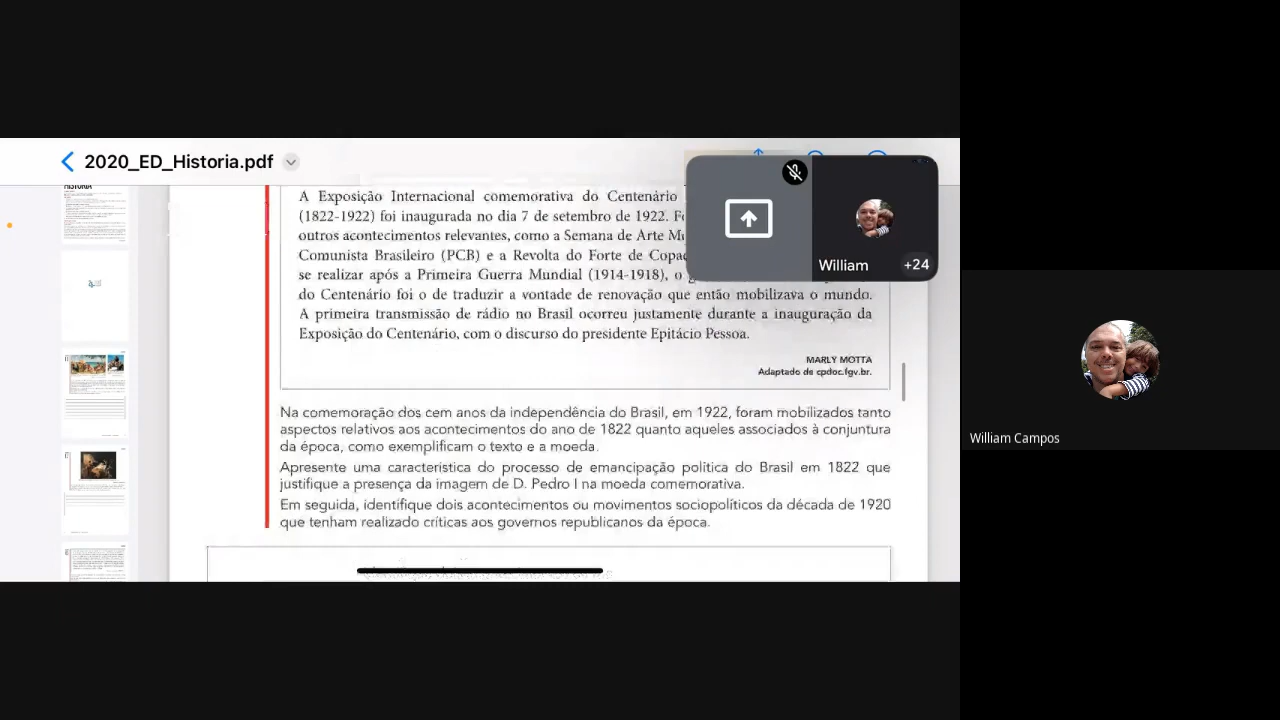 2020_ED_Historia.pdf
HISTÓRIA
A Exposição Internacional comemorativa do Centenário
(1822-1922) foi inaugurada no dia 7 de setembro de 1922.
outros acontecimentos relevantes, como a Semana de Arte
Comunista Brasileiro (PCB) e a Revolta do Forte de
se realizar após a Primeira Guerra Mundial (1914-1918), o
do Centenário foi o de traduzir a vontade de renovação que então mobilizava o mundo.
A primeira transmissão de rádio no Brasil ocorreu justamente durante a inauguração da
Exposição do Centenário, com o discurso do presidente Epitácio Pessoa.
MARLY MOTTA
Adaptado de cpdoc.fgv.br.
Na comemoração dos cem anos da independência do Brasil, em 1922, foram mobilizados tanto
aspectos relativos aos acontecimentos do ano de 1822 quanto aqueles associados à conjuntura
da época, como exemplificam o texto e a moeda.
Apresente uma característica do processo de emancipação política do Brasil em 1822 que
justifique a presença da imagem de D. Pedro I na moeda comemorativa.
Em seguida, identifique dois acontecimentos ou movimentos sociopolíticos da década de 1920
que tenham realizado críticas aos governos republicanos da época.
William
+24
William Campos